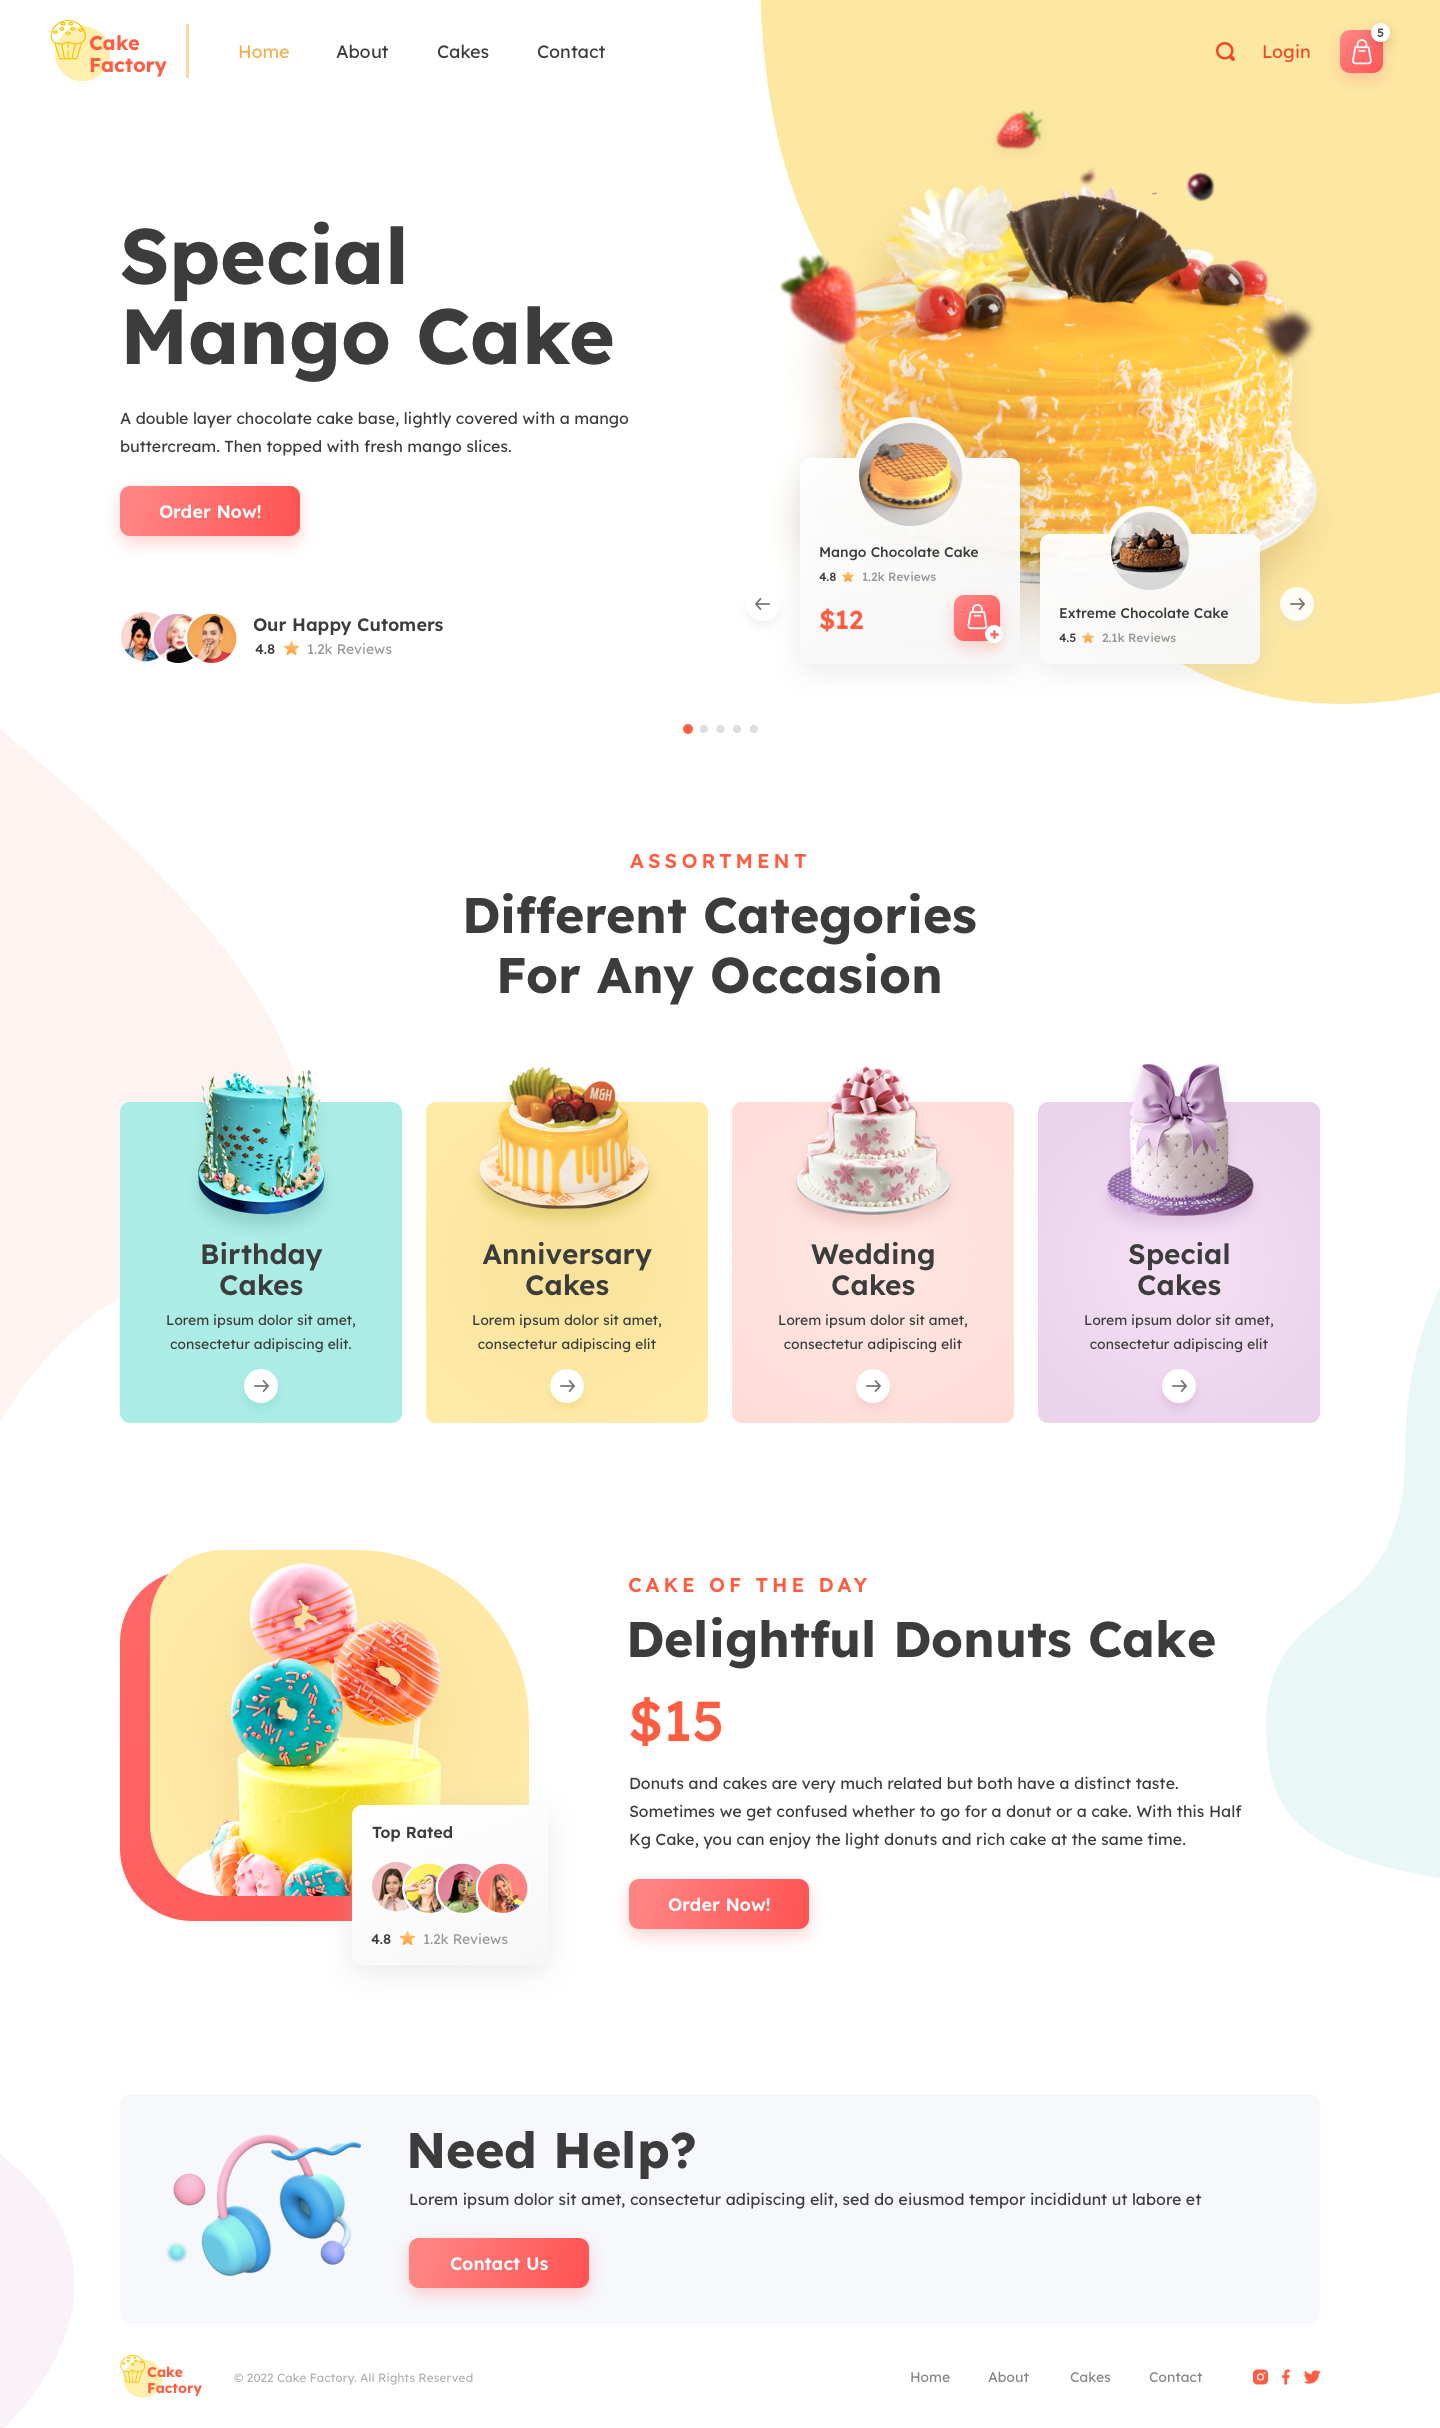 Cake
Factory
Home
About
Cakes
Contact
Login
5
Special
Mango Cake
A double layer chocolate cake base, lightly covered with a mango
buttercream. Then topped with fresh mango slices.
Order Now!
Our Happy Cutomers
4.8 1.2k Reviews
Mango Chocolate Cake
4.8 1.2k Reviews
$12
Extreme Chocolate Cake
4.5 2.1k Reviews
ASSORTMENT
Different Categories
For Any Occasion
Birthday
Cakes
Lorem ipsum dolor sit amet,
consectetur adipiscing elit.
M&H
Anniversary
Cakes
Lorem ipsum dolor sit amet,
consectetur adipiscing elit
Wedding
Cakes
Lorem ipsum dolor sit amet,
consectetur adipiscing elit
Special
Cakes
Lorem ipsum dolor sit amet,
consectetur adipiscing elit
CAKE OF THE DAY
Delightful Donuts Cake
$15
Donuts and cakes are very much related but both have a distinct taste.
Sometimes we get confused whether to go for a donut or a cake. With this Half
Kg Cake, you can enjoy the light donuts and rich cake at the same time.
Order Now!
Top Rated
4.8 1.2k Reviews
Need Help?
Lorem ipsum dolor sit amet, consectetur adipiscing elit, sed do eiusmod tempor incididunt ut labore et
Contact Us
Cake
Factory
© 2022 Cake Factory. All Rights Reserved
Home
About
Cakes
Contact